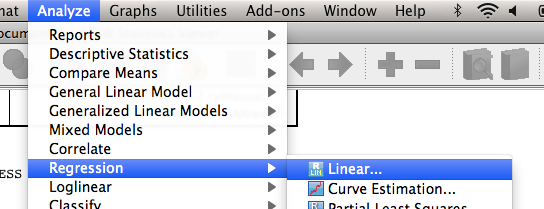 nat Analyze Graphs Utilities Add-ons Window Help
ocum
Reports
Descriptive Statistics
Compare Means
General Linear Model
Generalized Linear Models
Mixed Models
Correlate
ESS
Regression
Linear...
Loglinear
Curve Estimation...
Classify
Partial Least Squares